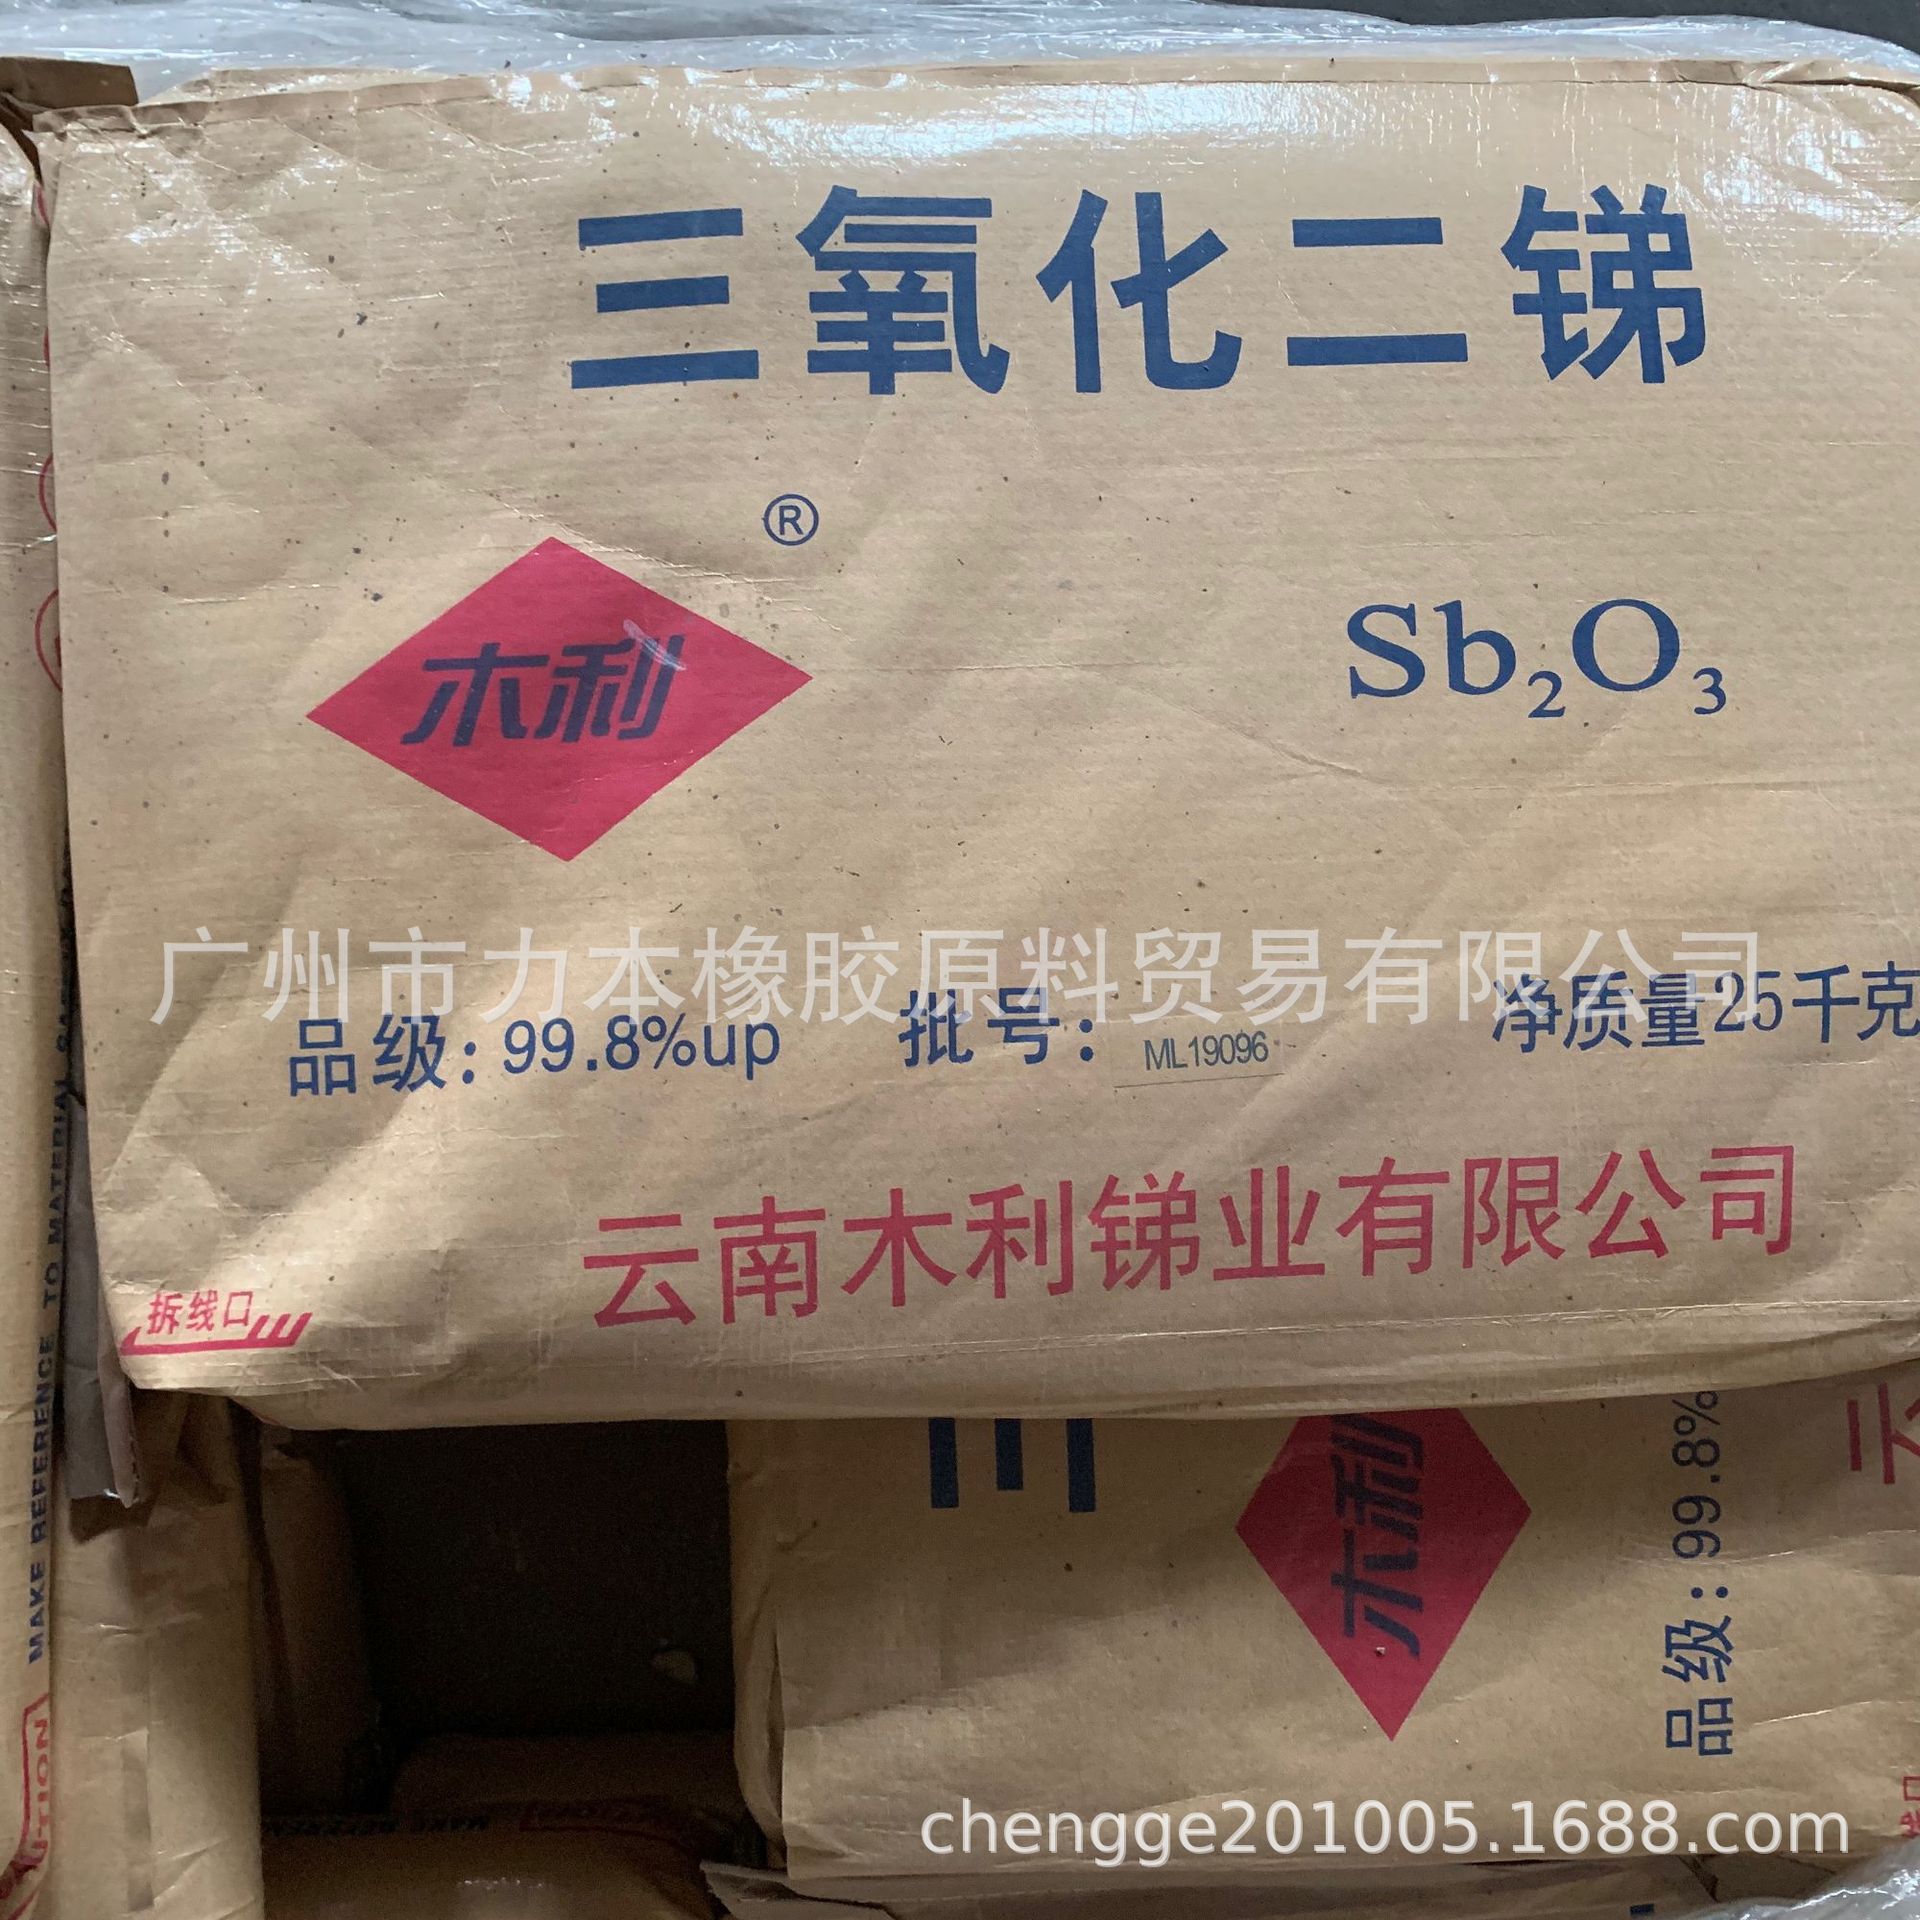 三氧化二锑
®
木利
Sb₂O₃
广州市力本橡胶原料贸易有限公司
品级：99.8%up 批号： ML19096 净质量25千克
云南木利锑业有限公司
拆线口
MAKE REFERENCE TO MATERIAL
木利
品级：99.8%
云
MAKE REFERENCE
chengge201005.1688.com